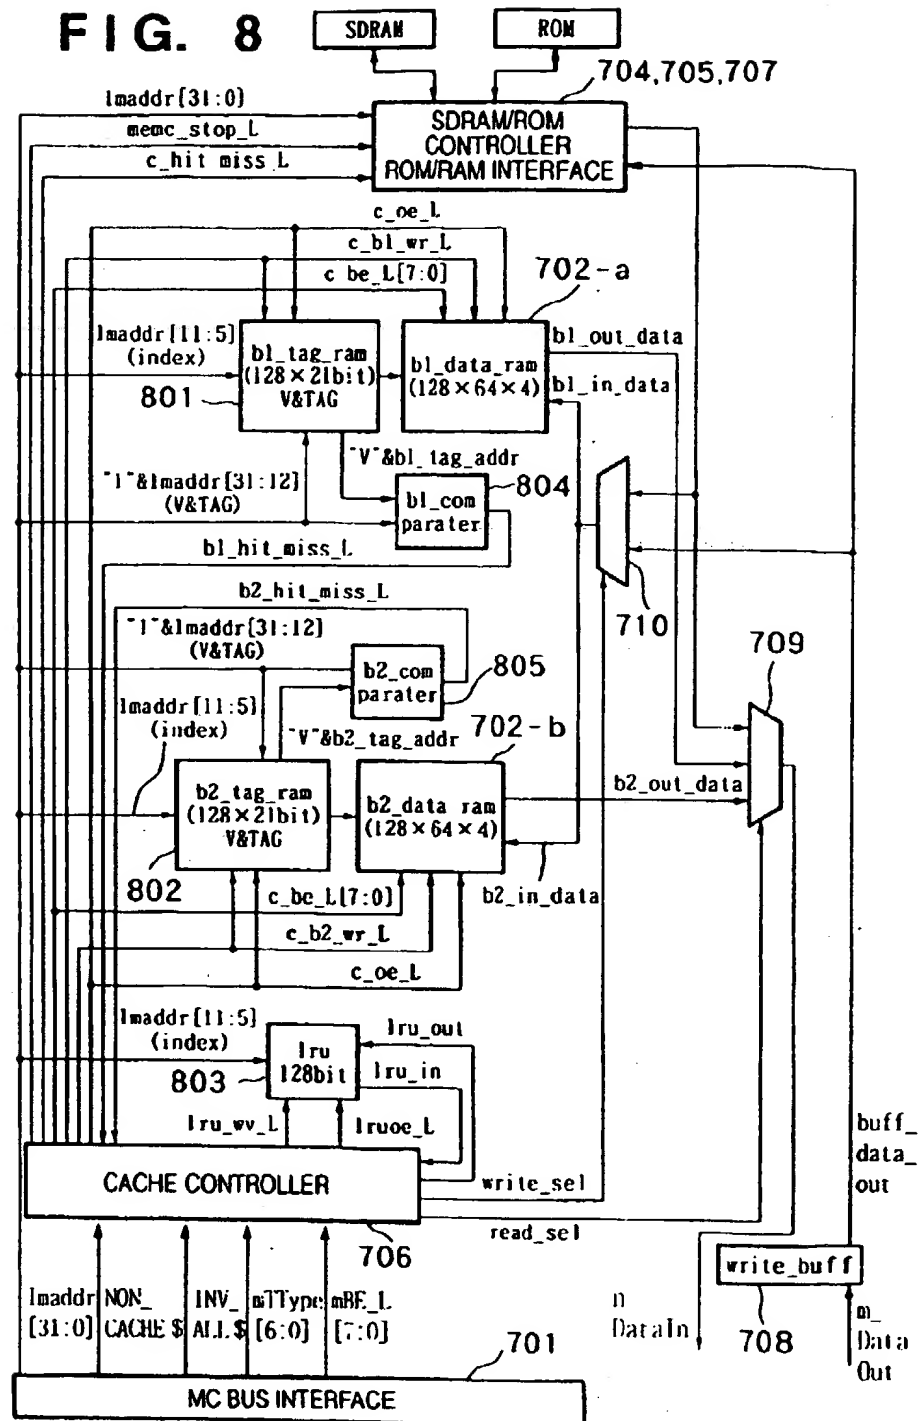 FIG. 8
SDRAM
ROM
704,705,707
lmaddr[31:0]
memc_stop_L
c_hit miss_L
SDRAM/ROM
CONTROLLER
ROM/RAM INTERFACE
c_oe_L
c_b1_wr_L
c be_L[7:0]
702-a
lmaddr[11:5]
(index)
801
b1_tag_ram
(128×21bit)
V&TAG
b1_data_ram
(128×64×4)
b1_out_data
b1_in_data
"V"&b1_tag_addr
"1"&lmaddr[31:12]
(V&TAG)
b1_com
parater
804
b1_hit_miss_L
b2_hit_miss_L
710
"1"&lmaddr[31:12]
(V&TAG)
b2_com
parater
805
709
lmaddr[11:5]
(index)
"V"&b2_tag_addr
702-b
b2_tag_ram
(128×21bit)
V&TAG
b2_data_ram
(128×64×4)
b2_out_data
802
c_be_L[7:0]
b2_in_data
c_b2_wr_L
c_oe_L
lmaddr[11:5]
(index)
803
lru
128bit
lru_out
lru_in
lru_wv_L
lruoe_L
buff_
data_
out
CACHE CONTROLLER
write_sel
read_sel
706
write_buff
708
lmaddr
[31:0]
NON_
CACHE$
INV_
ALL$
mTType
[6:0]
mBE_L
[7:0]
n
DataIn
m_
Data
Out
701
MC BUS INTERFACE